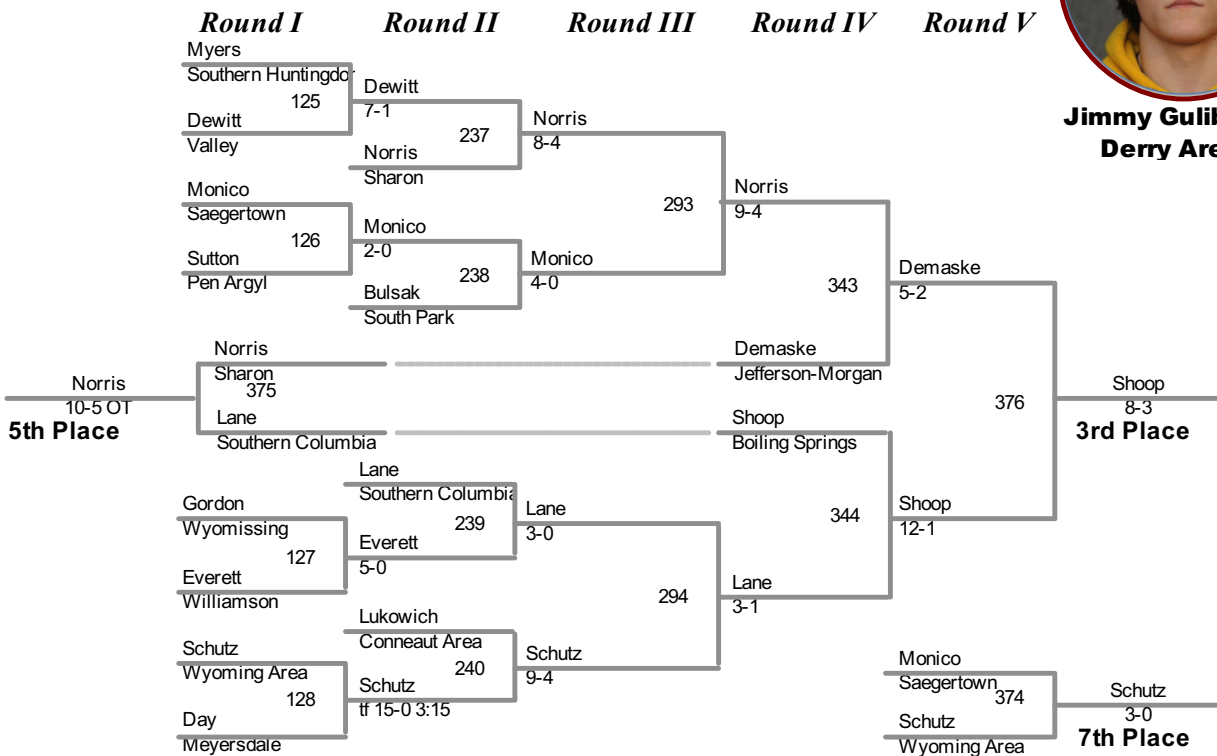 Round I Round II Round III Round IV Round V
Myers
Southern Huntingdo
125
Dewitt
Valley
Dewitt
7-1
237
Norris
Sharon
Norris
8-4
Monico
Saegertown
126
Sutton
Pen Argyl
Monico
2-0
238
Bulsak
South Park
Monico
4-0
293
Norris
9-4
343
Demaske
Jefferson-Morgan
Demaske
5-2
Norris
Sharon
375
Lane
Southern Columbia
Norris
10-5 OT
5th Place
Shoop
Boiling Springs
344
Shoop
12-1
376
Shoop
8-3
3rd Place
Lane
Southern Columbia
239
Gordon
Wyomissing
127
Everett
Williamson
Everett
5-0
Lane
3-0
294
Lane
3-1
Lukowich
Conneaut Area
240
Schutz
Wyoming Area
128
Day
Meyersdale
Schutz
tf 15-0 3:15
Schutz
9-4
Monico
Saegertown
374
Schutz
Wyoming Area
Schutz
3-0
7th Place
Jimmy Gulib
Derry Are